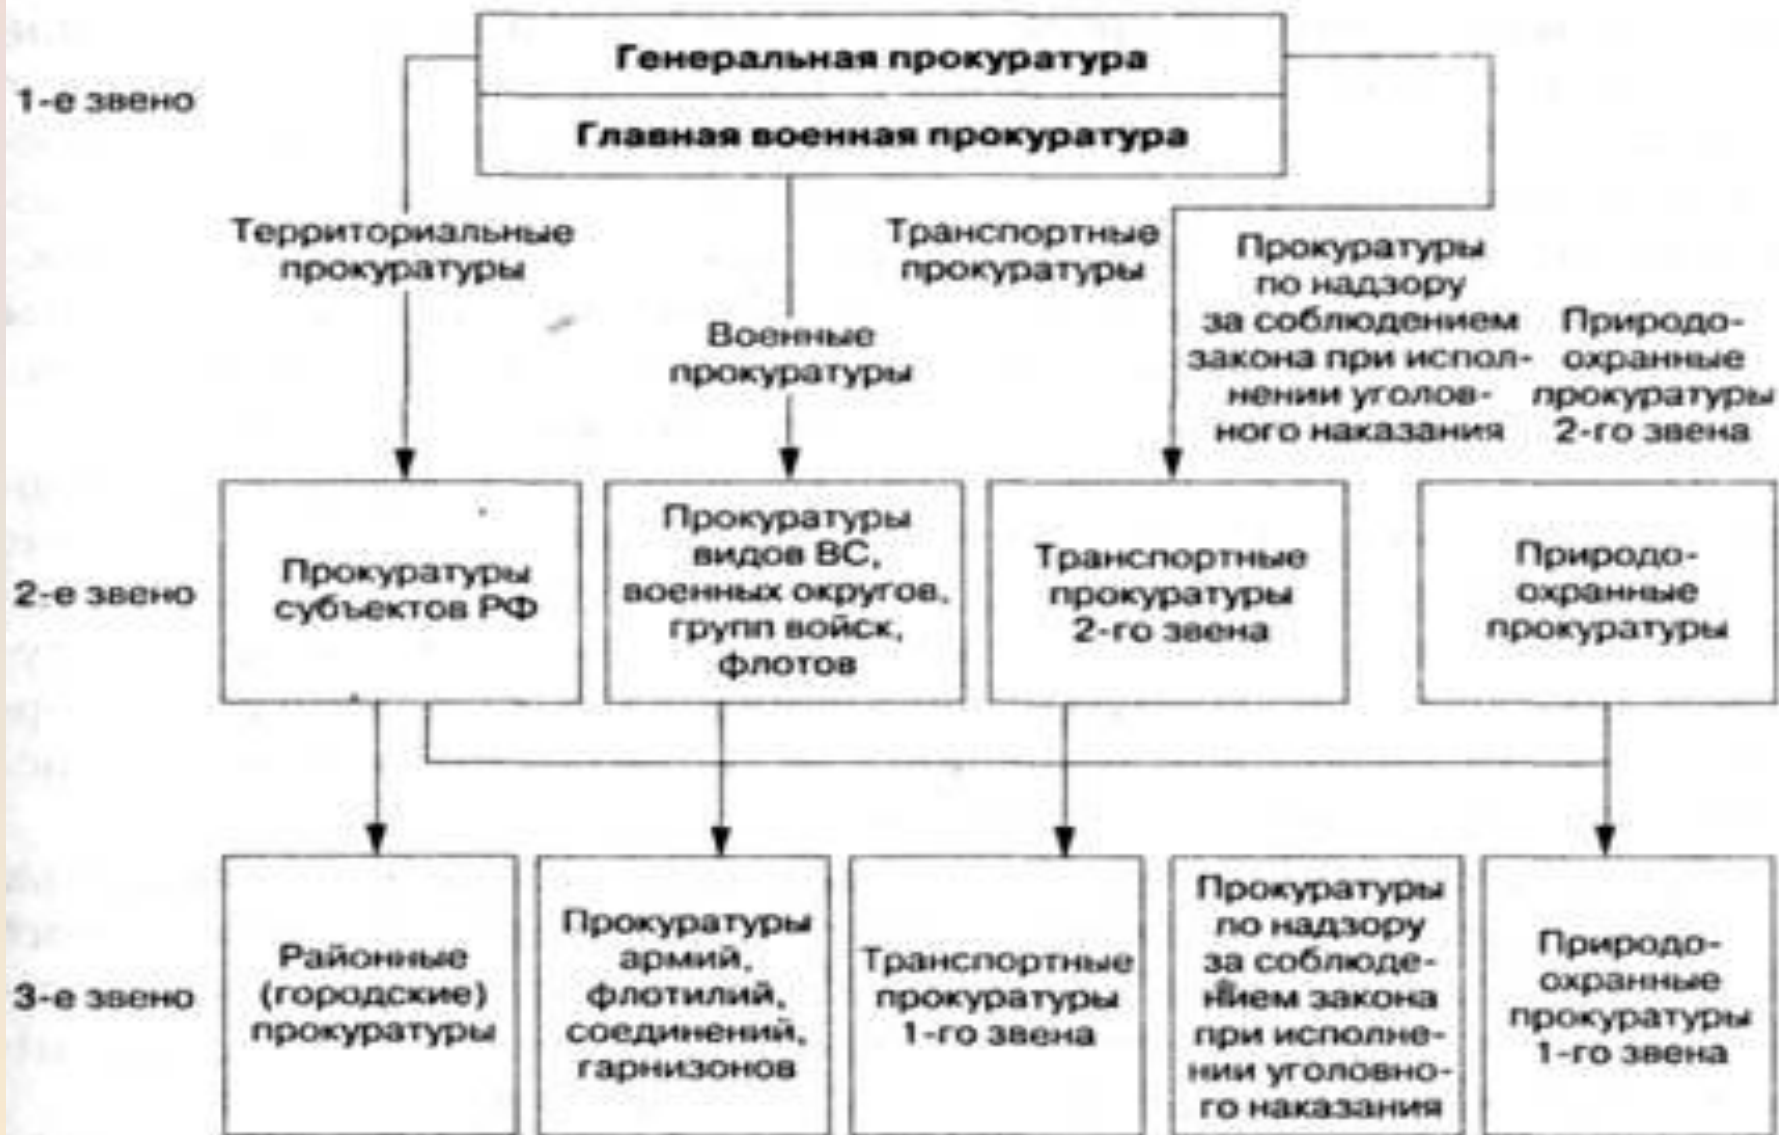 Генеральная прокуратура
1-е звено
Главная военная прокуратура
Территориальные
прокуратуры
Военные
прокуратуры
Транспортные
прокуратуры
Прокуратуры
по надзору
за соблюдением
закона при испол-
нении уголов-
ного наказания
Природо-
охранные
прокуратуры
2-го звена
2-е звено
Прокуратуры
субъектов РФ
Прокуратуры
видов ВС,
военных округов,
групп войск,
флотов
Транспортные
прокуратуры
2-го звена
Природо-
охранные
прокуратуры
3-е звено
Районные
(городские)
прокуратуры
Прокуратуры
армий,
флотилий,
соединений,
гарнизонов
Транспортные
прокуратуры
1-го звена
Прокуратуры
по надзору
за соблюде-
нием закона
при исполне-
нии уголовно-
го наказания
Природо-
охранные
прокуратуры
1-го звена